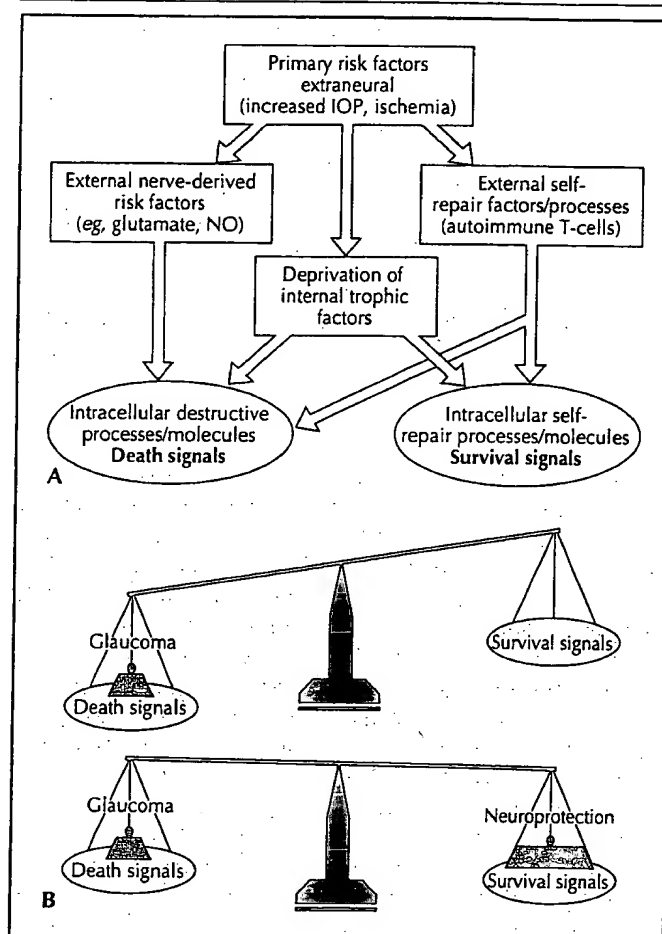 Primary risk factors
extraneural
(increased IOP, ischemia)
External nerve-derived
risk factors
(eg, glutamate, NO)
External self-
repair factors/processes
(autoimmune T-cells)
Deprivation of
internal trophic
factors
Intracellular destructive
processes/molecules
Death signals
Intracellular self-
repair processes/molecules
Survival signals
A
Glaucoma
Death signals
Survival signals
Glaucoma
Death signals
Neuroprotection
Survival signals
B